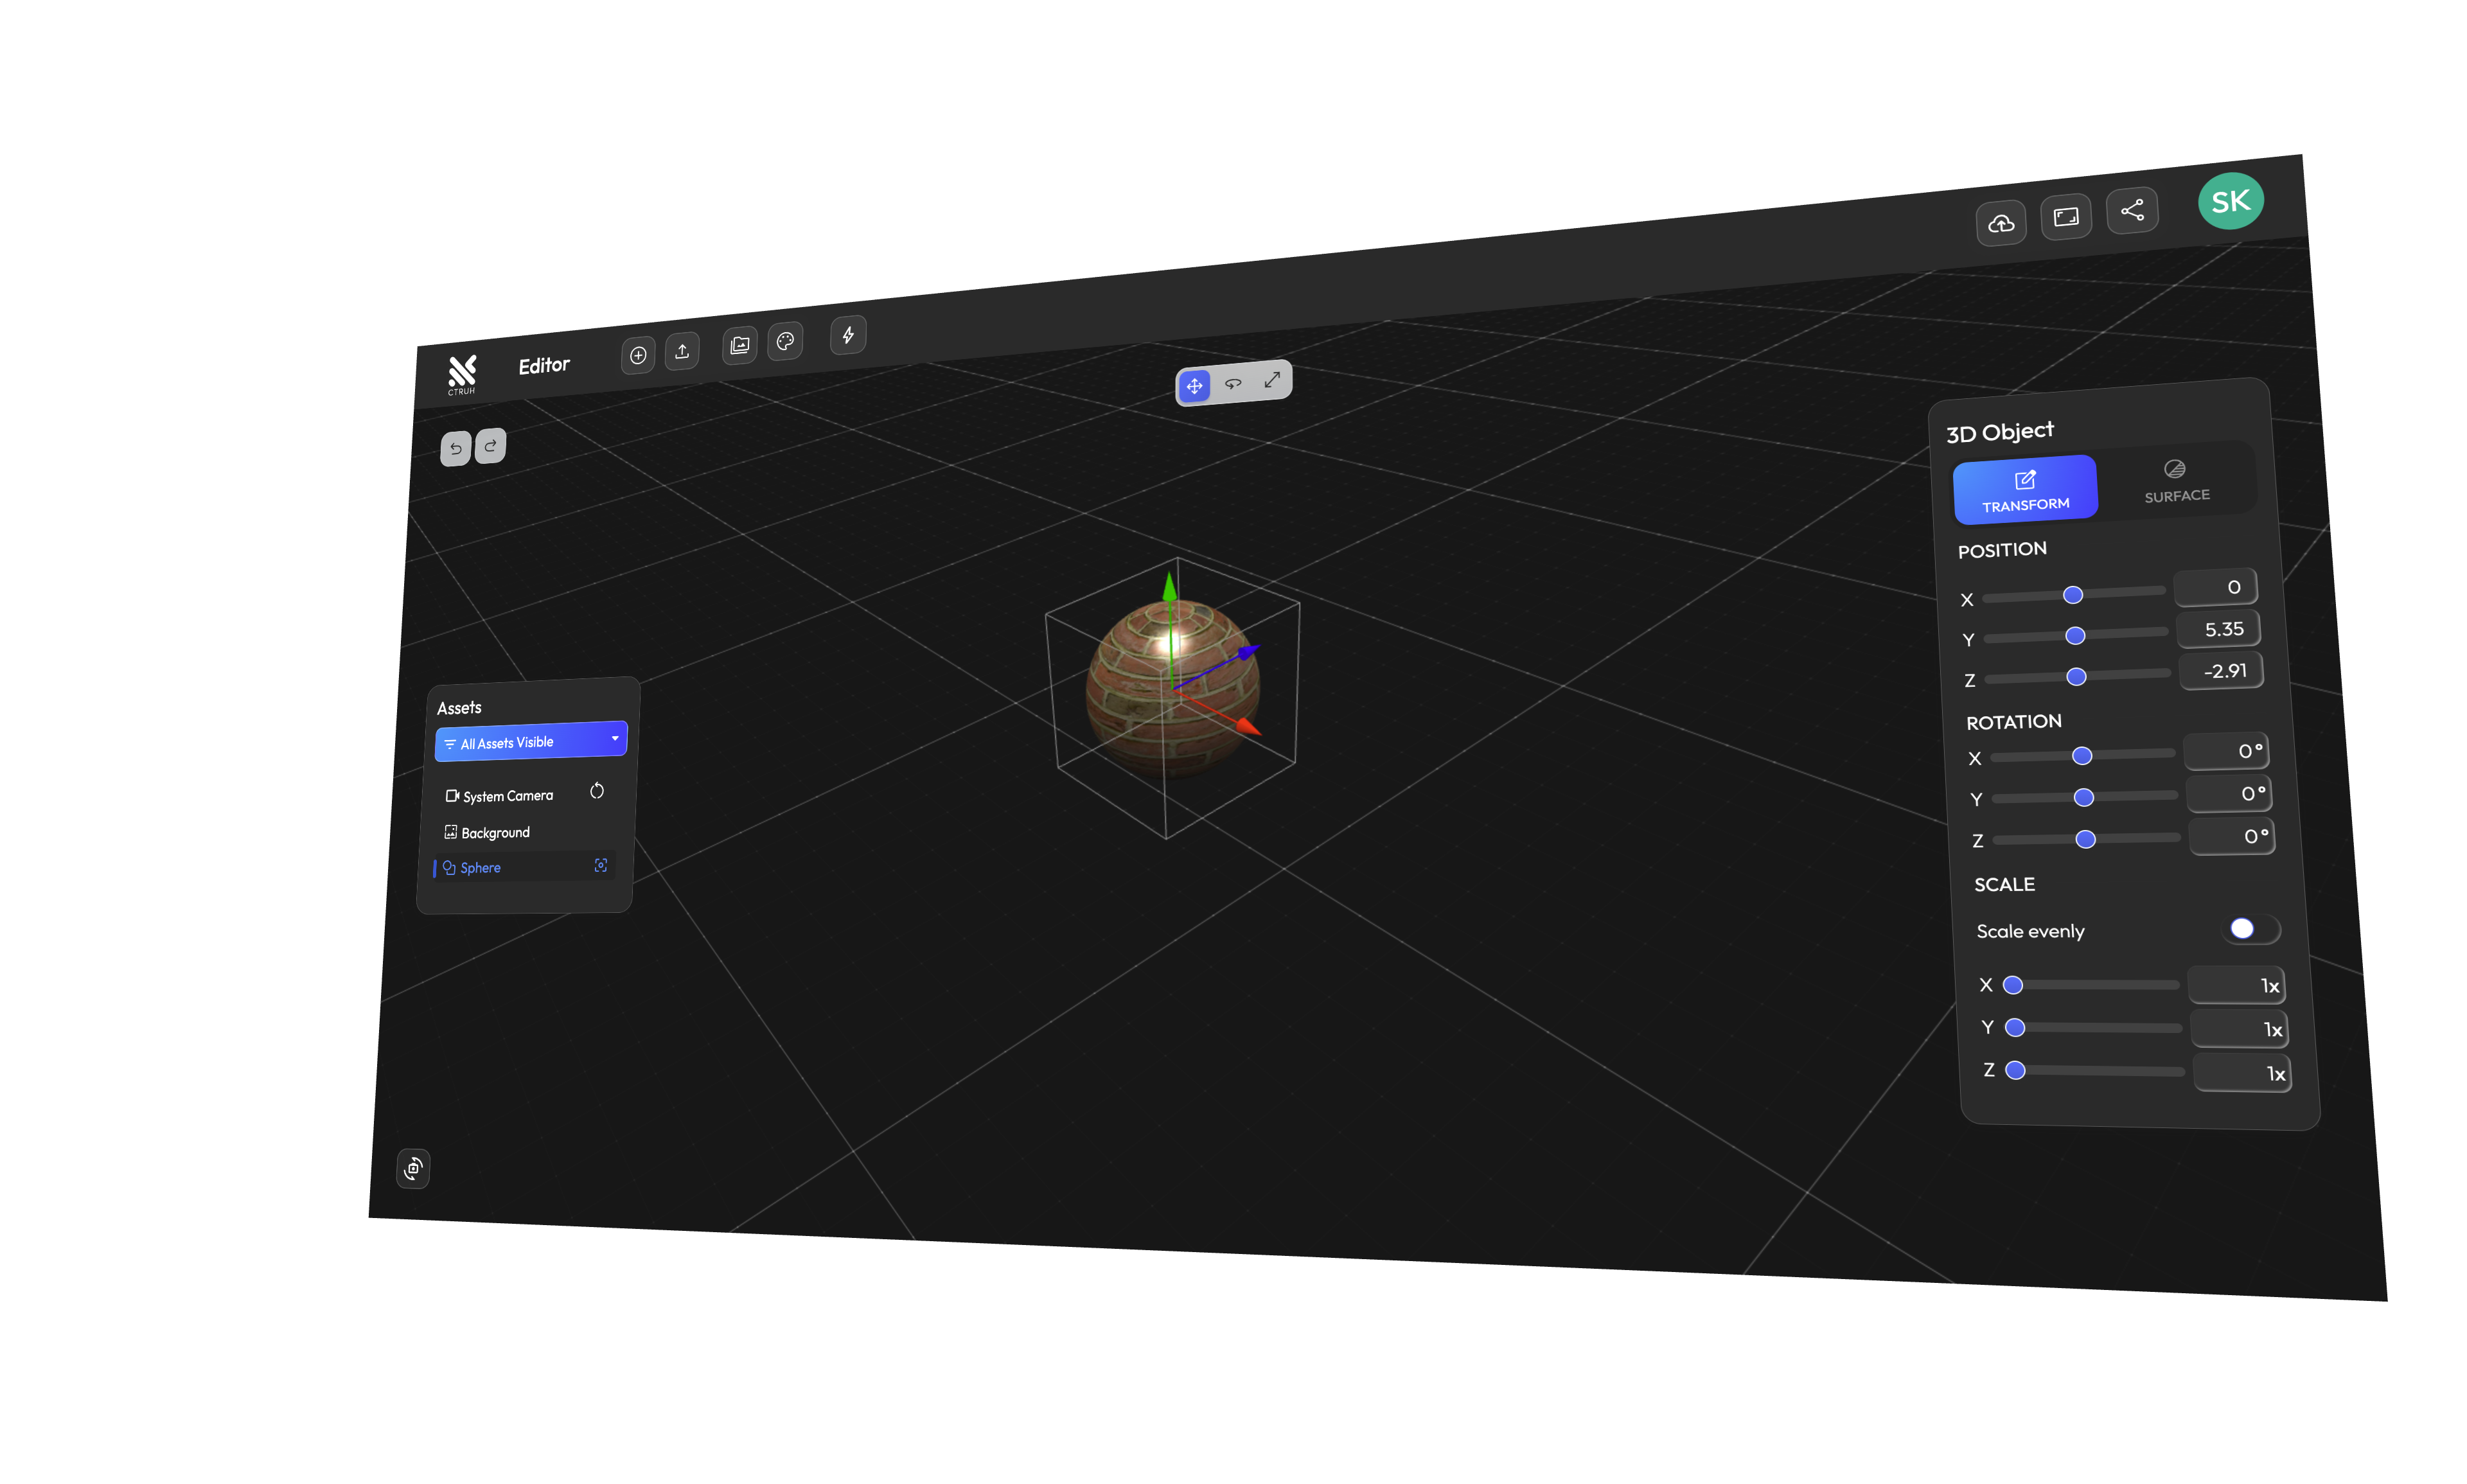 SK
CTRUH
Editor
3D Object
TRANSFORM
SURFACE
POSITION
X 0
Y 5.35
Z -2.91
ROTATION
X 0°
Y 0°
Z 0°
SCALE
Scale evenly
X 1x
Y 1x
Z 1x
Assets
All Assets Visible
System Camera
Background
Sphere